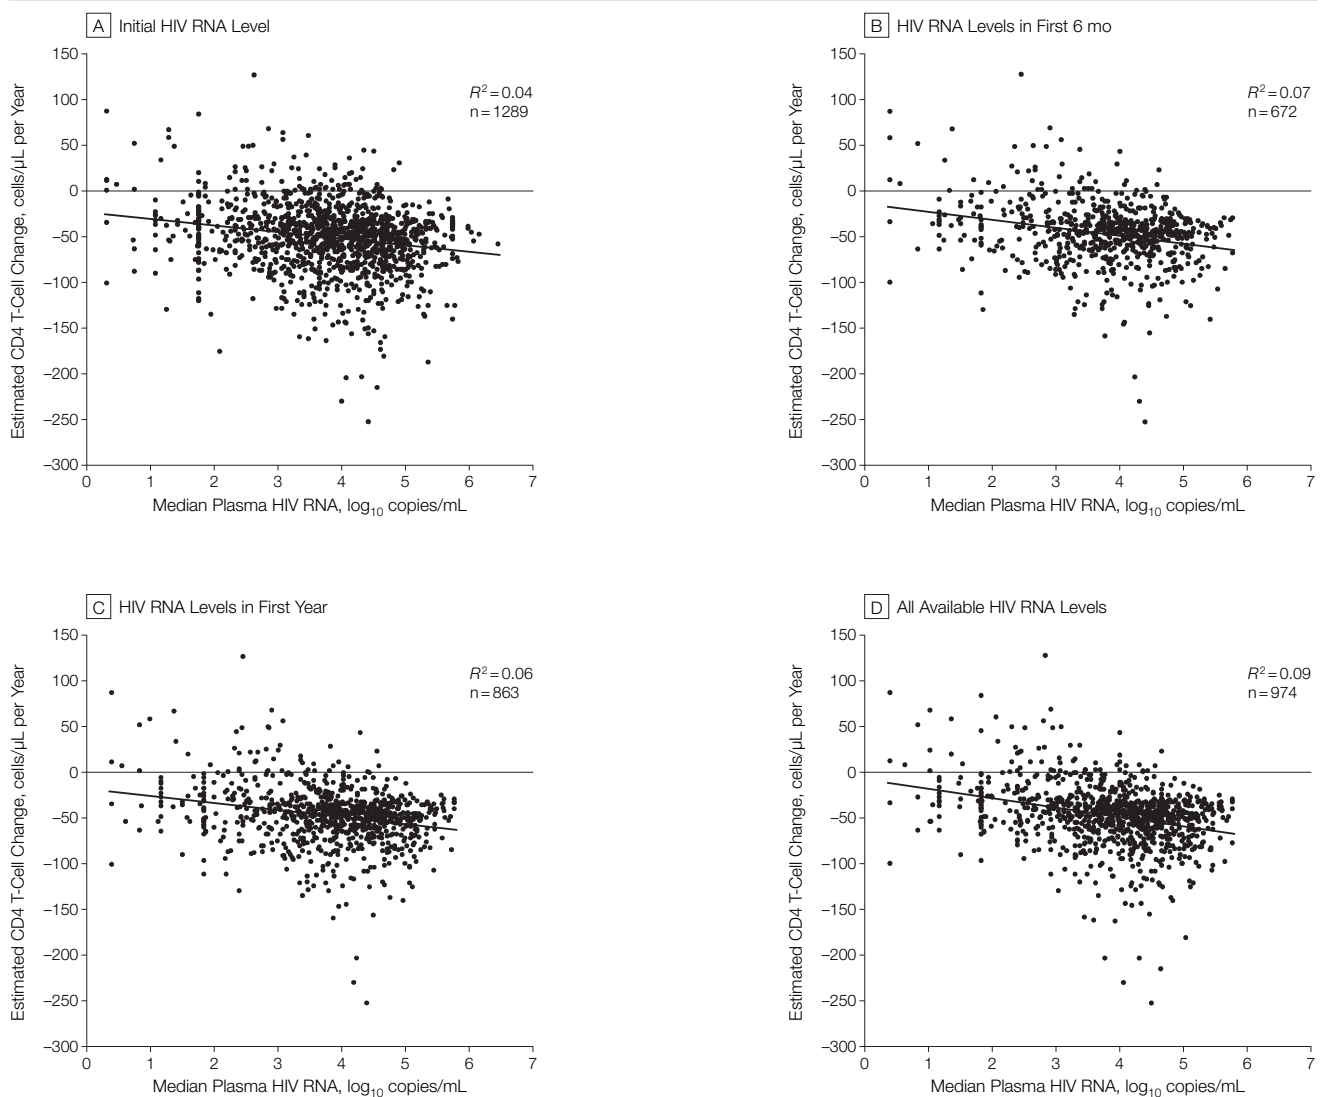 A Initial HIV RNA Level
150
100
50
0
–50
–100
–150
–200
–250
–300
Estimated CD4 T-Cell Change, cells/µL per Year
R² = 0.04
n = 1289
0 1 2 3 4 5 6 7
Median Plasma HIV RNA, log₁₀ copies/mL
B HIV RNA Levels in First 6 mo
150
100
50
0
–50
–100
–150
–200
–250
–300
Estimated CD4 T-Cell Change, cells/µL per Year
R² = 0.07
n = 672
0 1 2 3 4 5 6 7
Median Plasma HIV RNA, log₁₀ copies/mL
C HIV RNA Levels in First Year
150
100
50
0
–50
–100
–150
–200
–250
–300
Estimated CD4 T-Cell Change, cells/µL per Year
R² = 0.06
n = 863
0 1 2 3 4 5 6 7
Median Plasma HIV RNA, log₁₀ copies/mL
D All Available HIV RNA Levels
150
100
50
0
–50
–100
–150
–200
–250
–300
Estimated CD4 T-Cell Change, cells/µL per Year
R² = 0.09
n = 974
0 1 2 3 4 5 6 7
Median Plasma HIV RNA, log₁₀ copies/mL